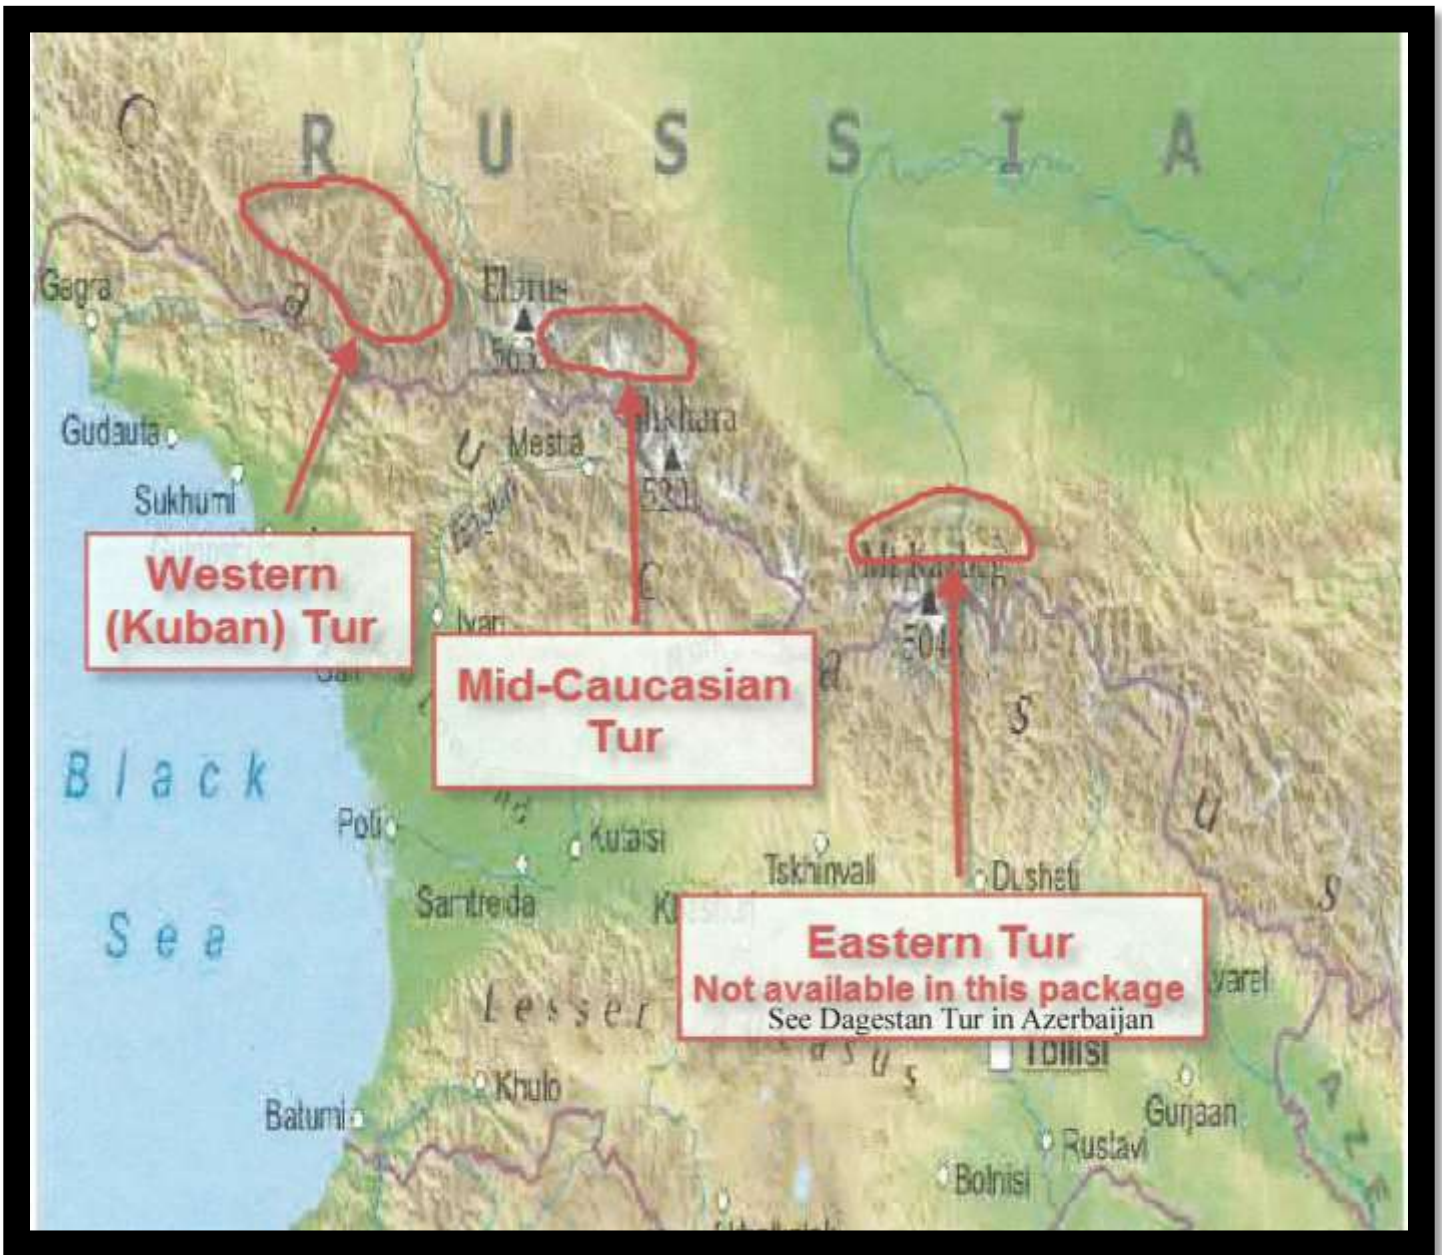 R U S S I A
C
a
Gagra
Elbrus
Gudauta
u
Mestia
Sukhumi
Western
(Kuban) Tur
C
Mid-Caucasian
Tur
a
s
u
s
Black
Sea
Poti
Kutaisi
Samtredia
Tskhinvali
Dusheti
Eastern Tur
Not available in this package
See Dagestan Tur in Azerbaijan
Lesser
Tbilisi
Khulo
Batumi
Gurjaan
Rustavi
Bolnisi